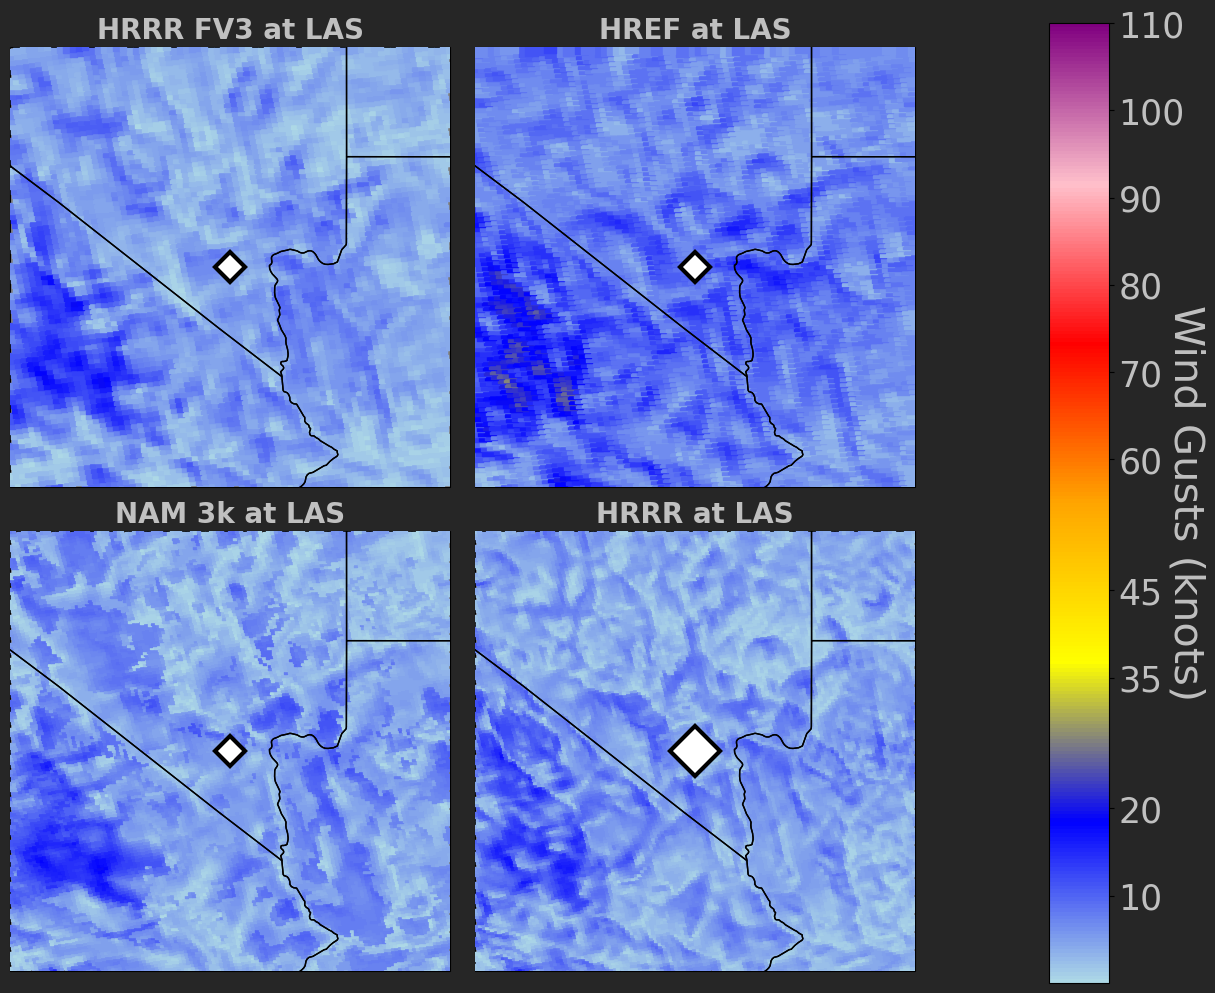 HRRR FV3 at LAS
HREF at LAS
NAM 3k at LAS
HRRR at LAS
110
100
90
80
70
60
45
35
20
10
Wind Gusts (knots)